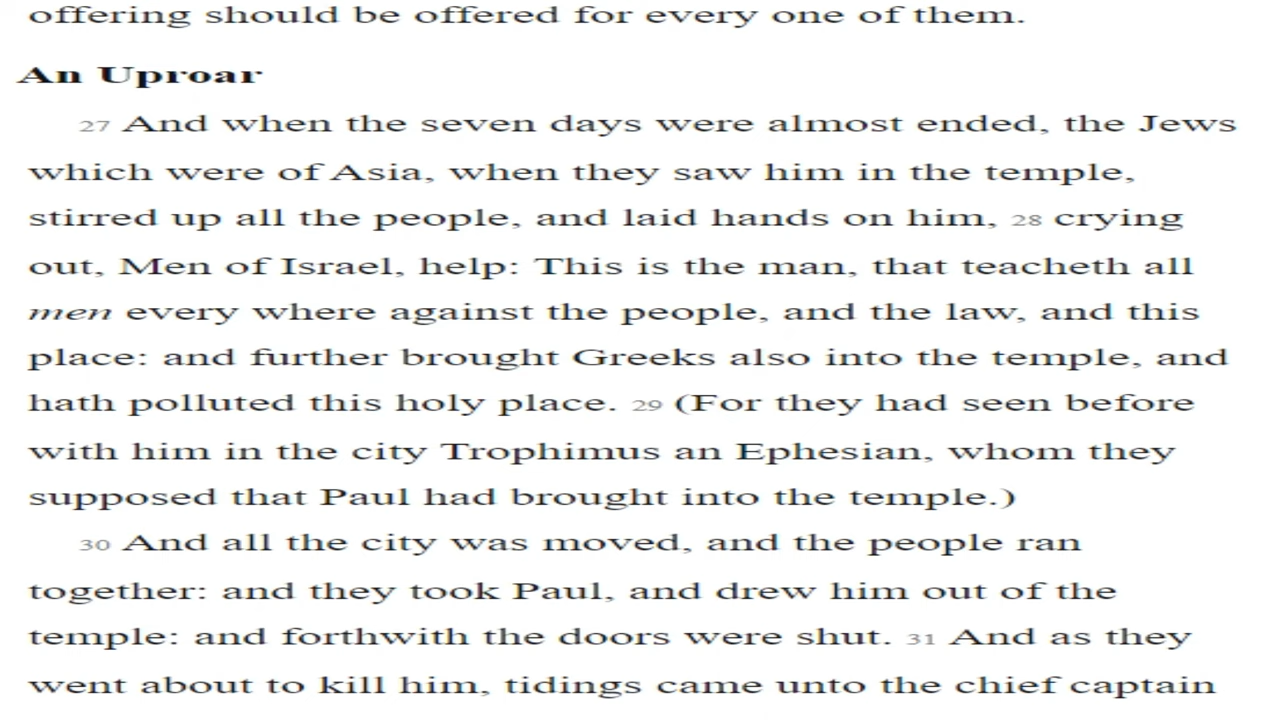 offering should be offered for every one of them.
An Uproar
27 And when the seven days were almost ended, the Jews
which were of Asia, when they saw him in the temple,
stirred up all the people, and laid hands on him, 28 crying
out, Men of Israel, help: This is the man, that teacheth all
men every where against the people, and the law, and this
place: and further brought Greeks also into the temple, and
hath polluted this holy place. 29 (For they had seen before
with him in the city Trophimus an Ephesian, whom they
supposed that Paul had brought into the temple.)
30 And all the city was moved, and the people ran
together: and they took Paul, and drew him out of the
temple: and forthwith the doors were shut. 31 And as they
went about to kill him, tidings came unto the chief captain